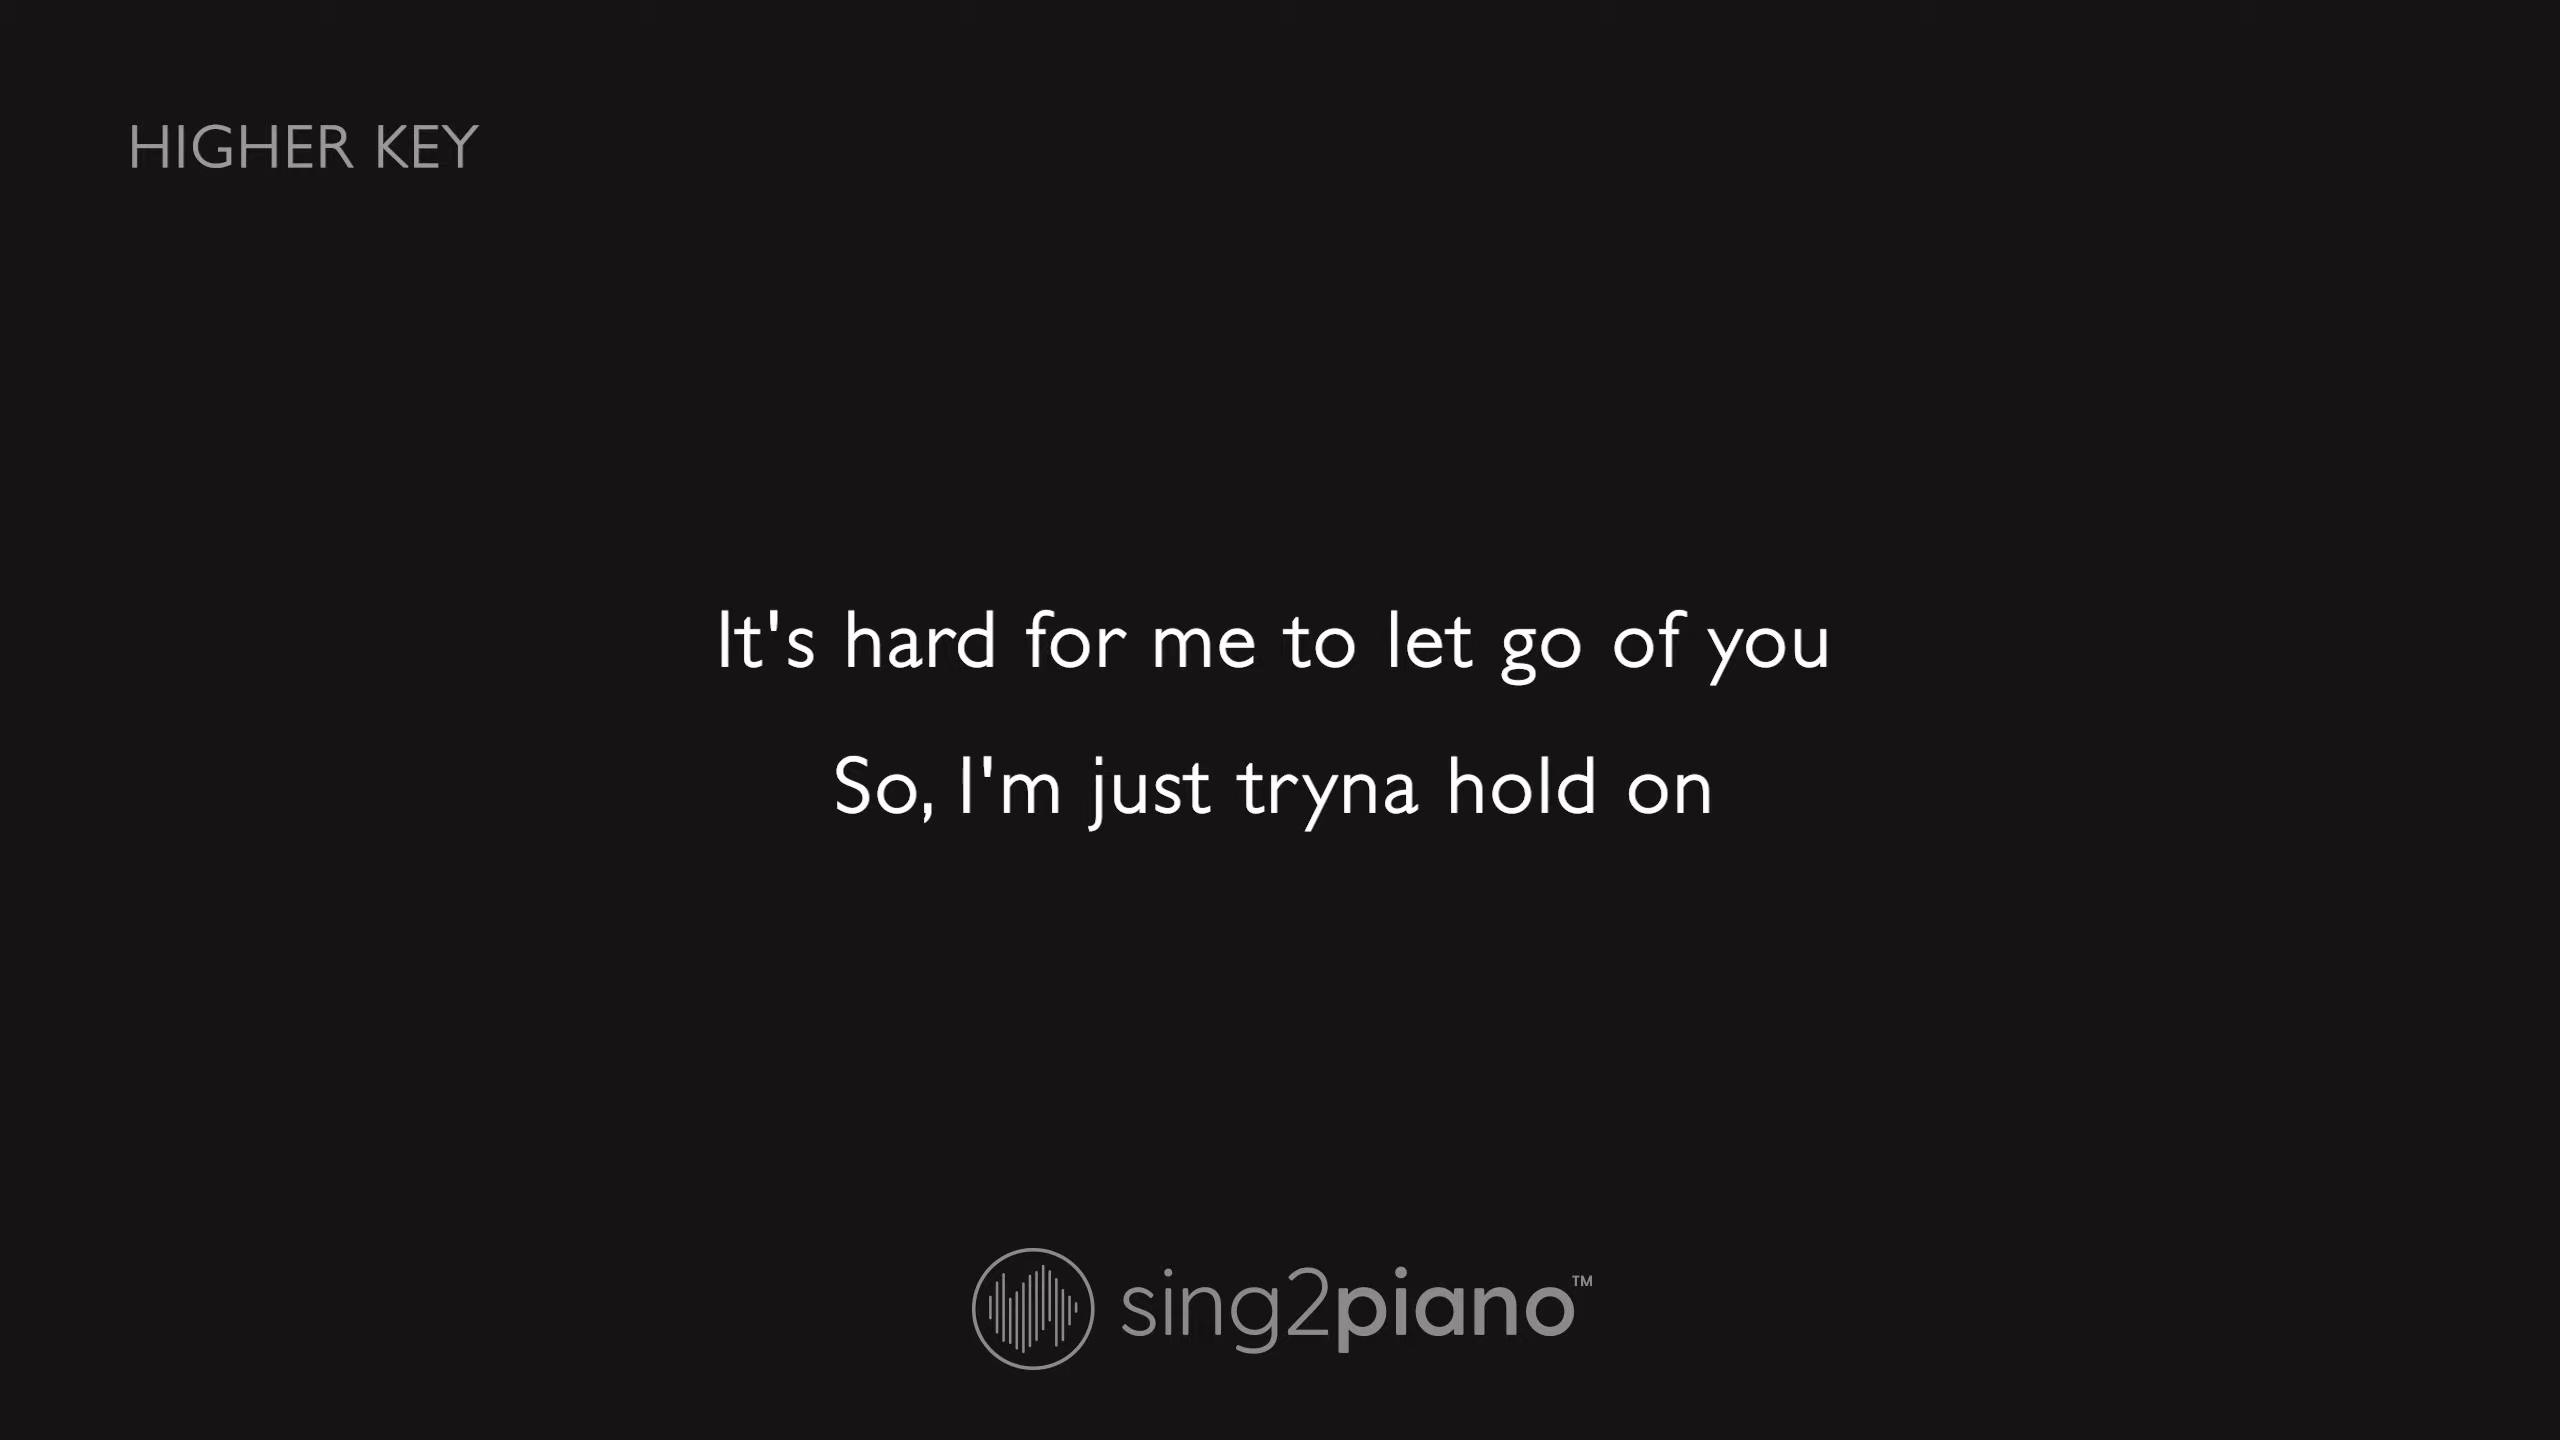 HIGHER KEY
It's hard for me to let go of you
So, I'm just tryna hold on
sing2piano™